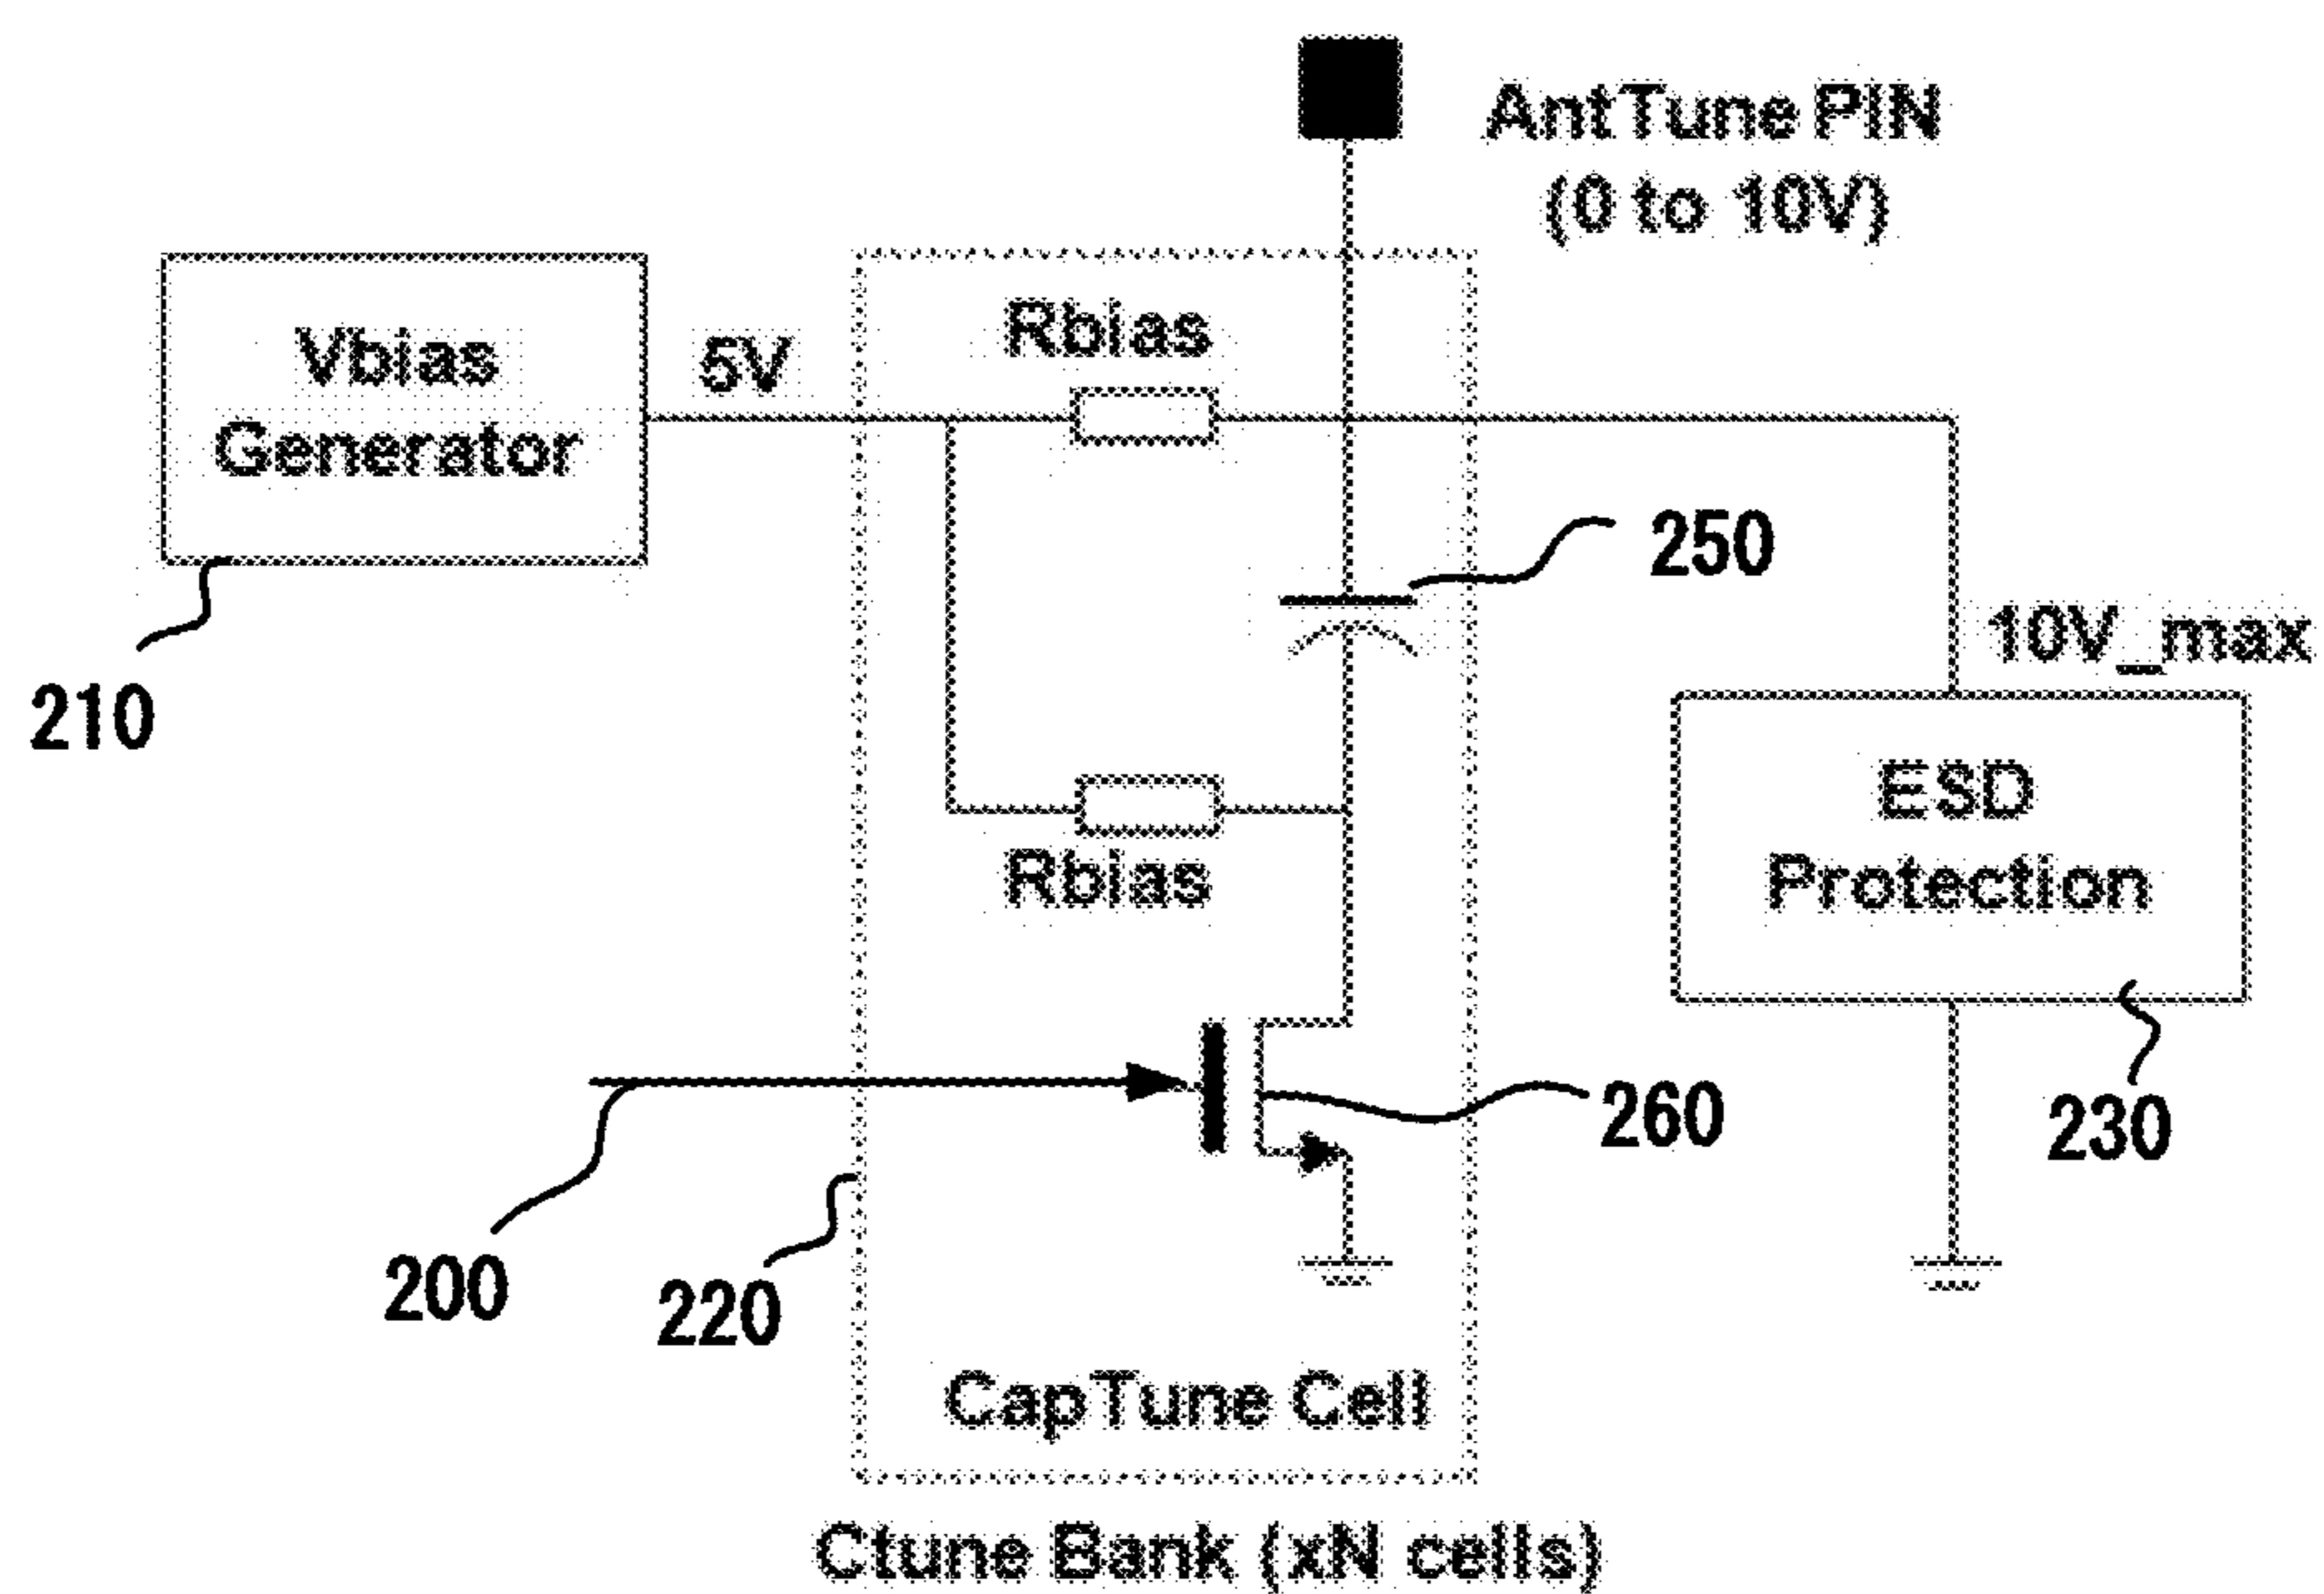 AntTune PIN
(0 to 10V)
Vbias
Generator
5V
Rbias
250
10V_max
210
ESD
Protection
Rbias
260
230
200
220
CapTune Cell
Ctune Bank (xN cells)